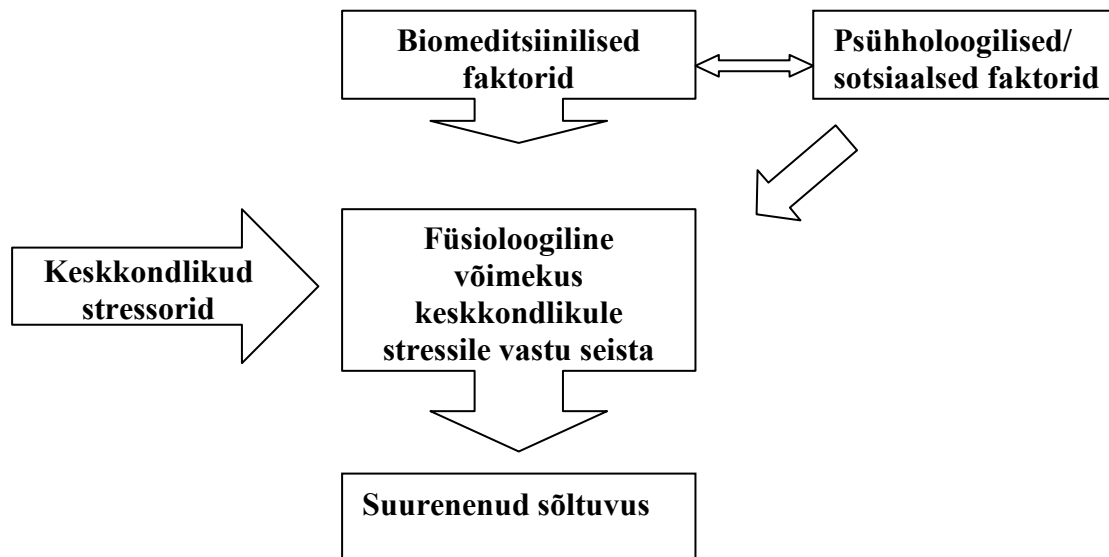 Biomeditsiinilised
faktorid
Psühholoogilised/
sotsiaalsed faktorid
Keskkondlikud
stressorid
Füsioloogiline
võimekus
keskkondlikule
stressile vastu seista
Suurenenud sõltuvus